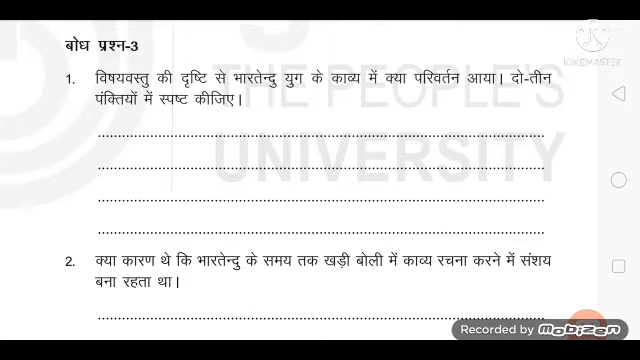 बोध प्रश्न-3
1. विषयवस्तु की दृष्टि से भारतेन्दु युग के काव्य में क्या परिवर्तन आया। दो-तीन
पंक्तियों में स्पष्ट कीजिए।
THE PEOPLE'S
UNIVERSITY
2. क्या कारण थे कि भारतेन्दु के समय तक खड़ी बोली में काव्य रचना करने में संशय
बना रहता था।
KINEMASTER
Recorded by Mobizen